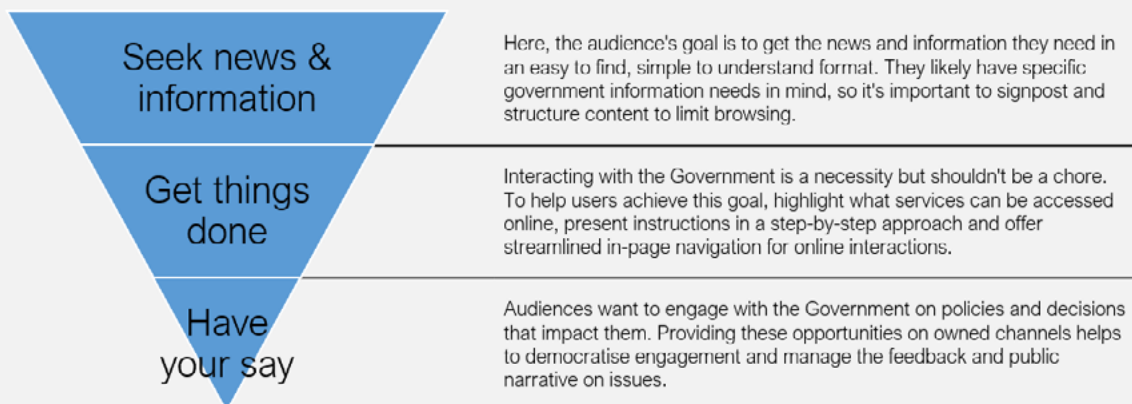 Seek news &
information
Here, the audience's goal is to get the news and information they need in
an easy to find, simple to understand format. They likely have specific
government information needs in mind, so it's important to signpost and
structure content to limit browsing.
Get things
done
Interacting with the Government is a necessity but shouldn't be a chore.
To help users achieve this goal, highlight what services can be accessed
online, present instructions in a step-by-step approach and offer
streamlined in-page navigation for online interactions.
Have
your say
Audiences want to engage with the Government on policies and decisions
that impact them. Providing these opportunities on owned channels helps
to democratise engagement and manage the feedback and public
narrative on issues.